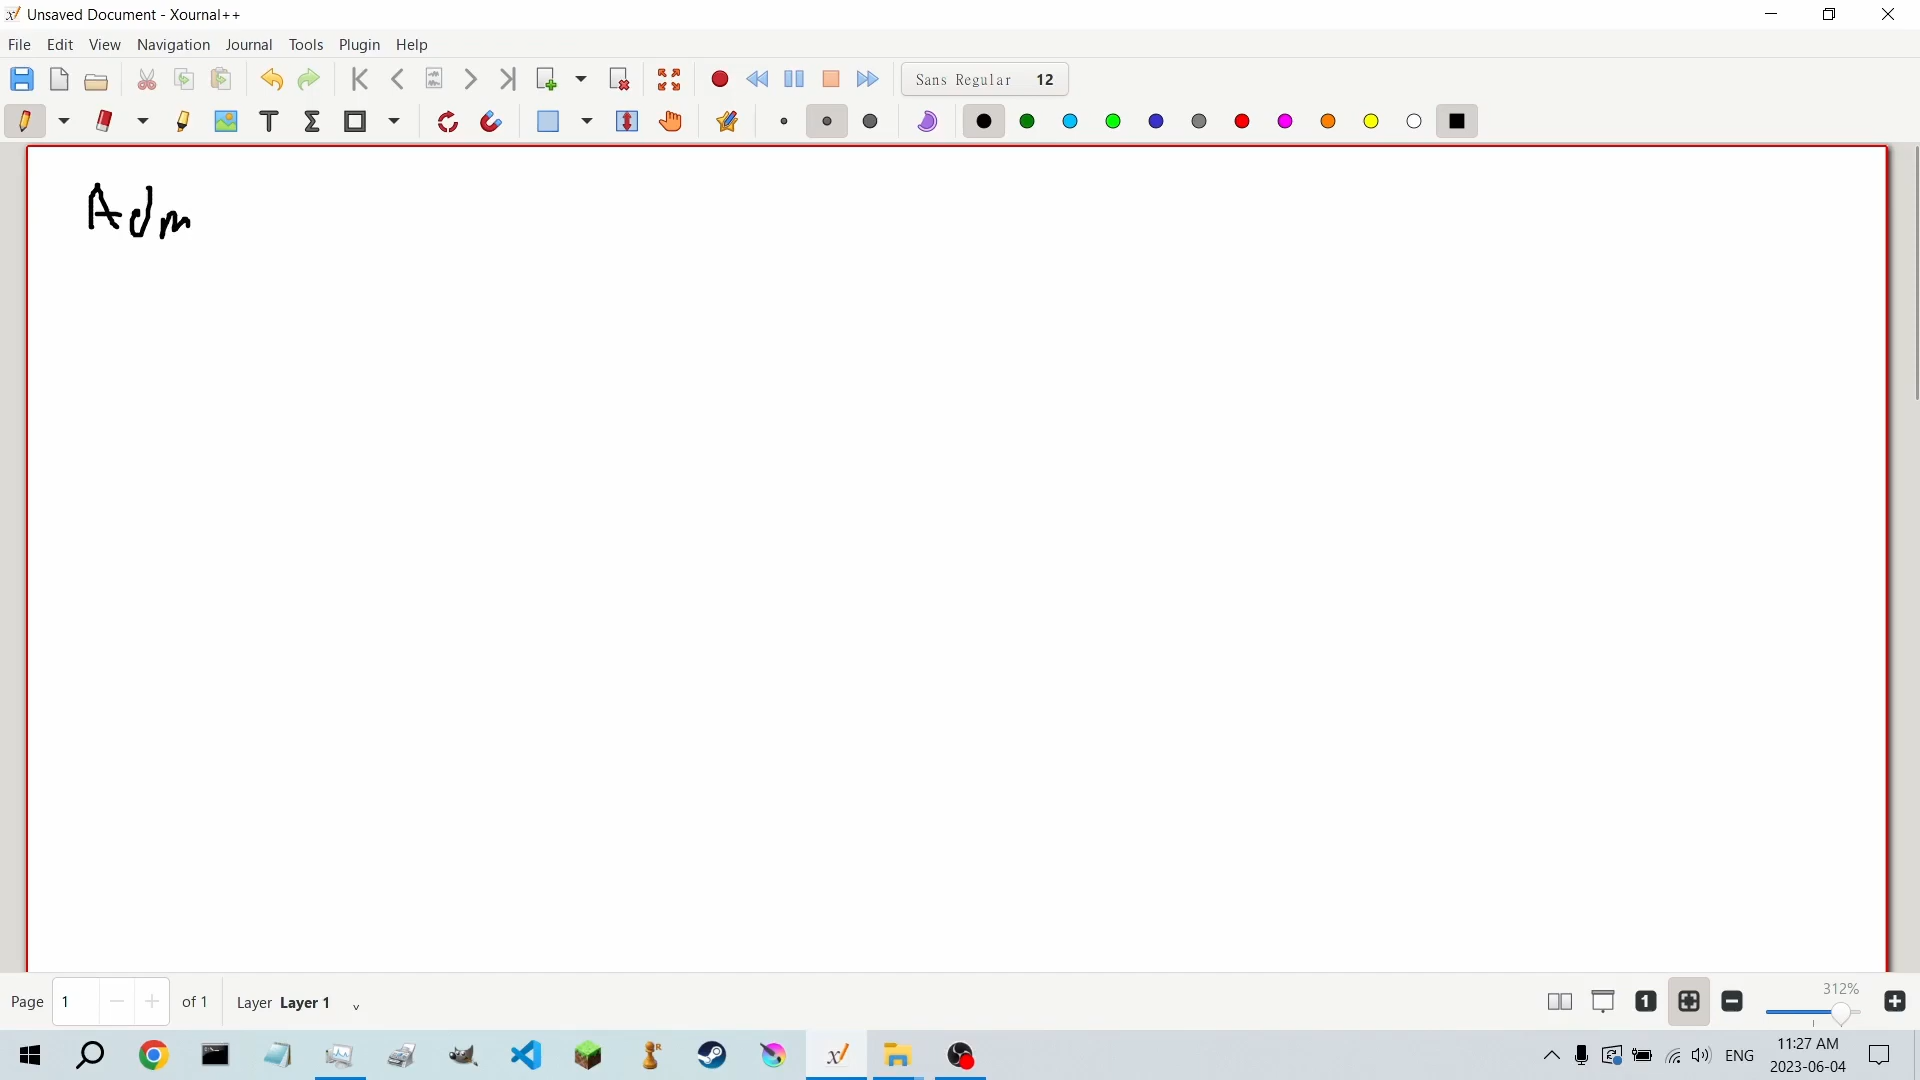 Unsaved Document - Xournal++
File Edit View Navigation Journal Tools Plugin Help
Sans Regular 12
Adm
Page 1 of 1 Layer Layer 1
1
312%
ENG
11:27 AM
2023-06-04